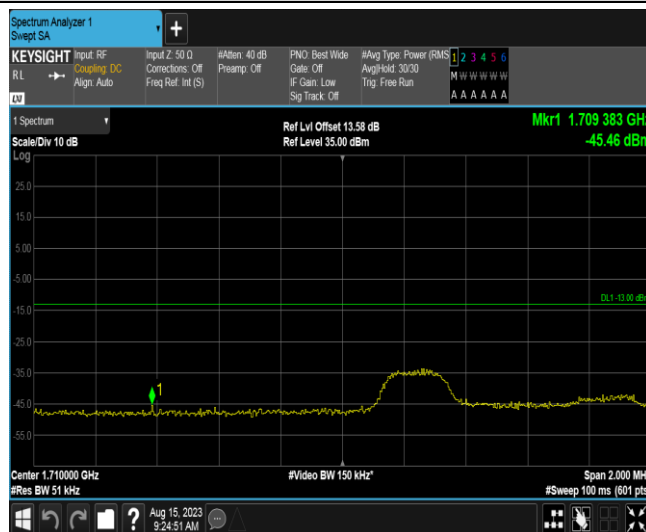 Spectrum Analyzer 1
Swept SA
+
KEYSIGHT
RL
LXI
Input: RF
Coupling: DC
Align: Auto
Input Z: 50 Ω
Corrections: Off
Freq Ref: Int (S)
#Atten: 40 dB
Preamp: Off
PNO: Best Wide
Gate: Off
IF Gain: Low
Sig Track: Off
#Avg Type: Power (RMS
Avg|Hold: 30/30
Trig: Free Run
1 2 3 4 5 6
M W W W W W
A A A A A A
1 Spectrum
Scale/Div 10 dB
Ref Lvl Offset 13.58 dB
Ref Level 35.00 dBm
Mkr1 1.709 383 GHz
-45.46 dBm
Log
25.0
15.0
5.00
-5.00
DL1 -13.00 dBm
-15.0
-25.0
-35.0
1
-45.0
-55.0
Center 1.710000 GHz
#Res BW 51 kHz
#Video BW 150 kHz*
Span 2.000 MH
#Sweep 100 ms (601 pts
?
Aug 15, 2023
9:24:51 AM